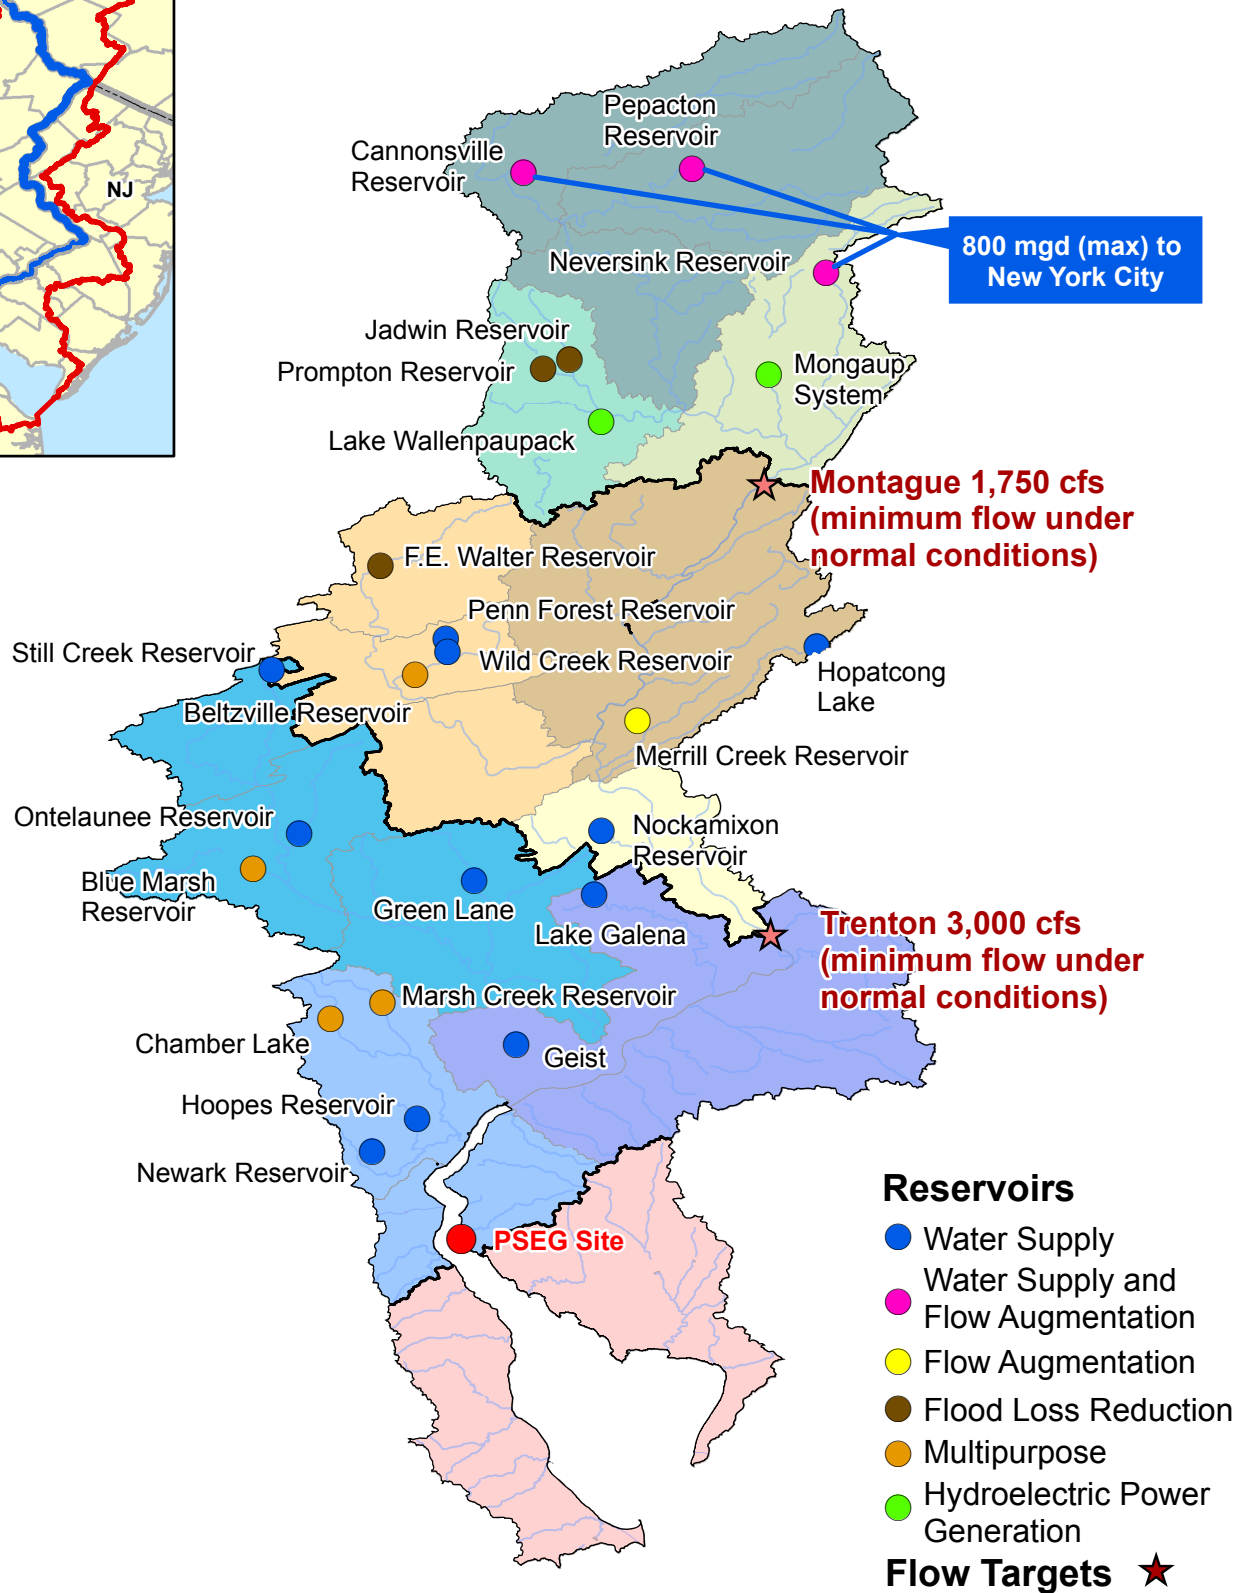 NJ
Pepacton
Reservoir
Cannonsville
Reservoir
800 mgd (max) to
New York City
Neversink Reservoir
Jadwin Reservoir
Prompton Reservoir
Mongaup
System
Lake Wallenpaupack
Montague 1,750 cfs
(minimum flow under
normal conditions)
F.E. Walter Reservoir
Penn Forest Reservoir
Still Creek Reservoir
Wild Creek Reservoir
Hopatcong
Lake
Beltzville Reservoir
Merrill Creek Reservoir
Ontelaunee Reservoir
Nockamixon
Reservoir
Blue Marsh
Reservoir
Green Lane
Lake Galena
Trenton 3,000 cfs
(minimum flow under
normal conditions)
Marsh Creek Reservoir
Chamber Lake
Geist
Hoopes Reservoir
Newark Reservoir
PSEG Site
Reservoirs
Water Supply
Water Supply and
Flow Augmentation
Flow Augmentation
Flood Loss Reduction
Multipurpose
Hydroelectric Power
Generation
Flow Targets